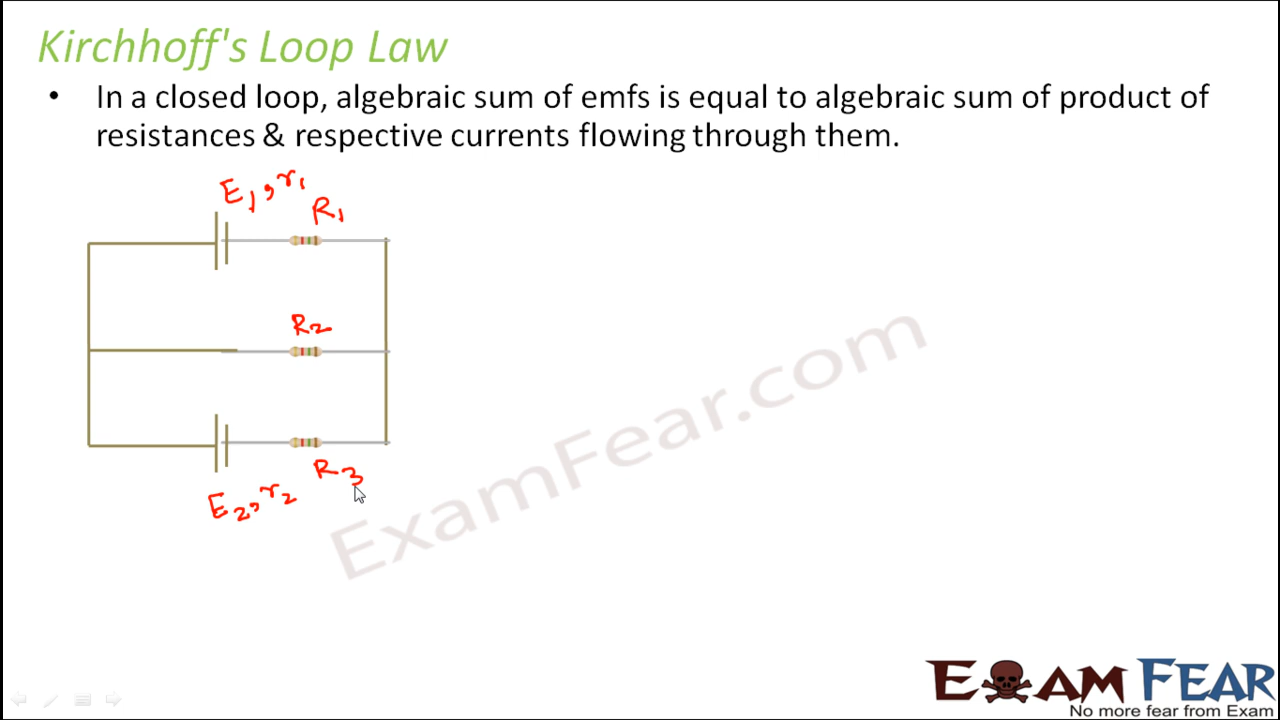 Kirchhoff's Loop Law
• In a closed loop, algebraic sum of emfs is equal to algebraic sum of product of
resistances & respective currents flowing through them.
E1, r1
R1
R2
R3
E2, r2
ExamFear.com
EXAM FEAR
No more fear from Exam